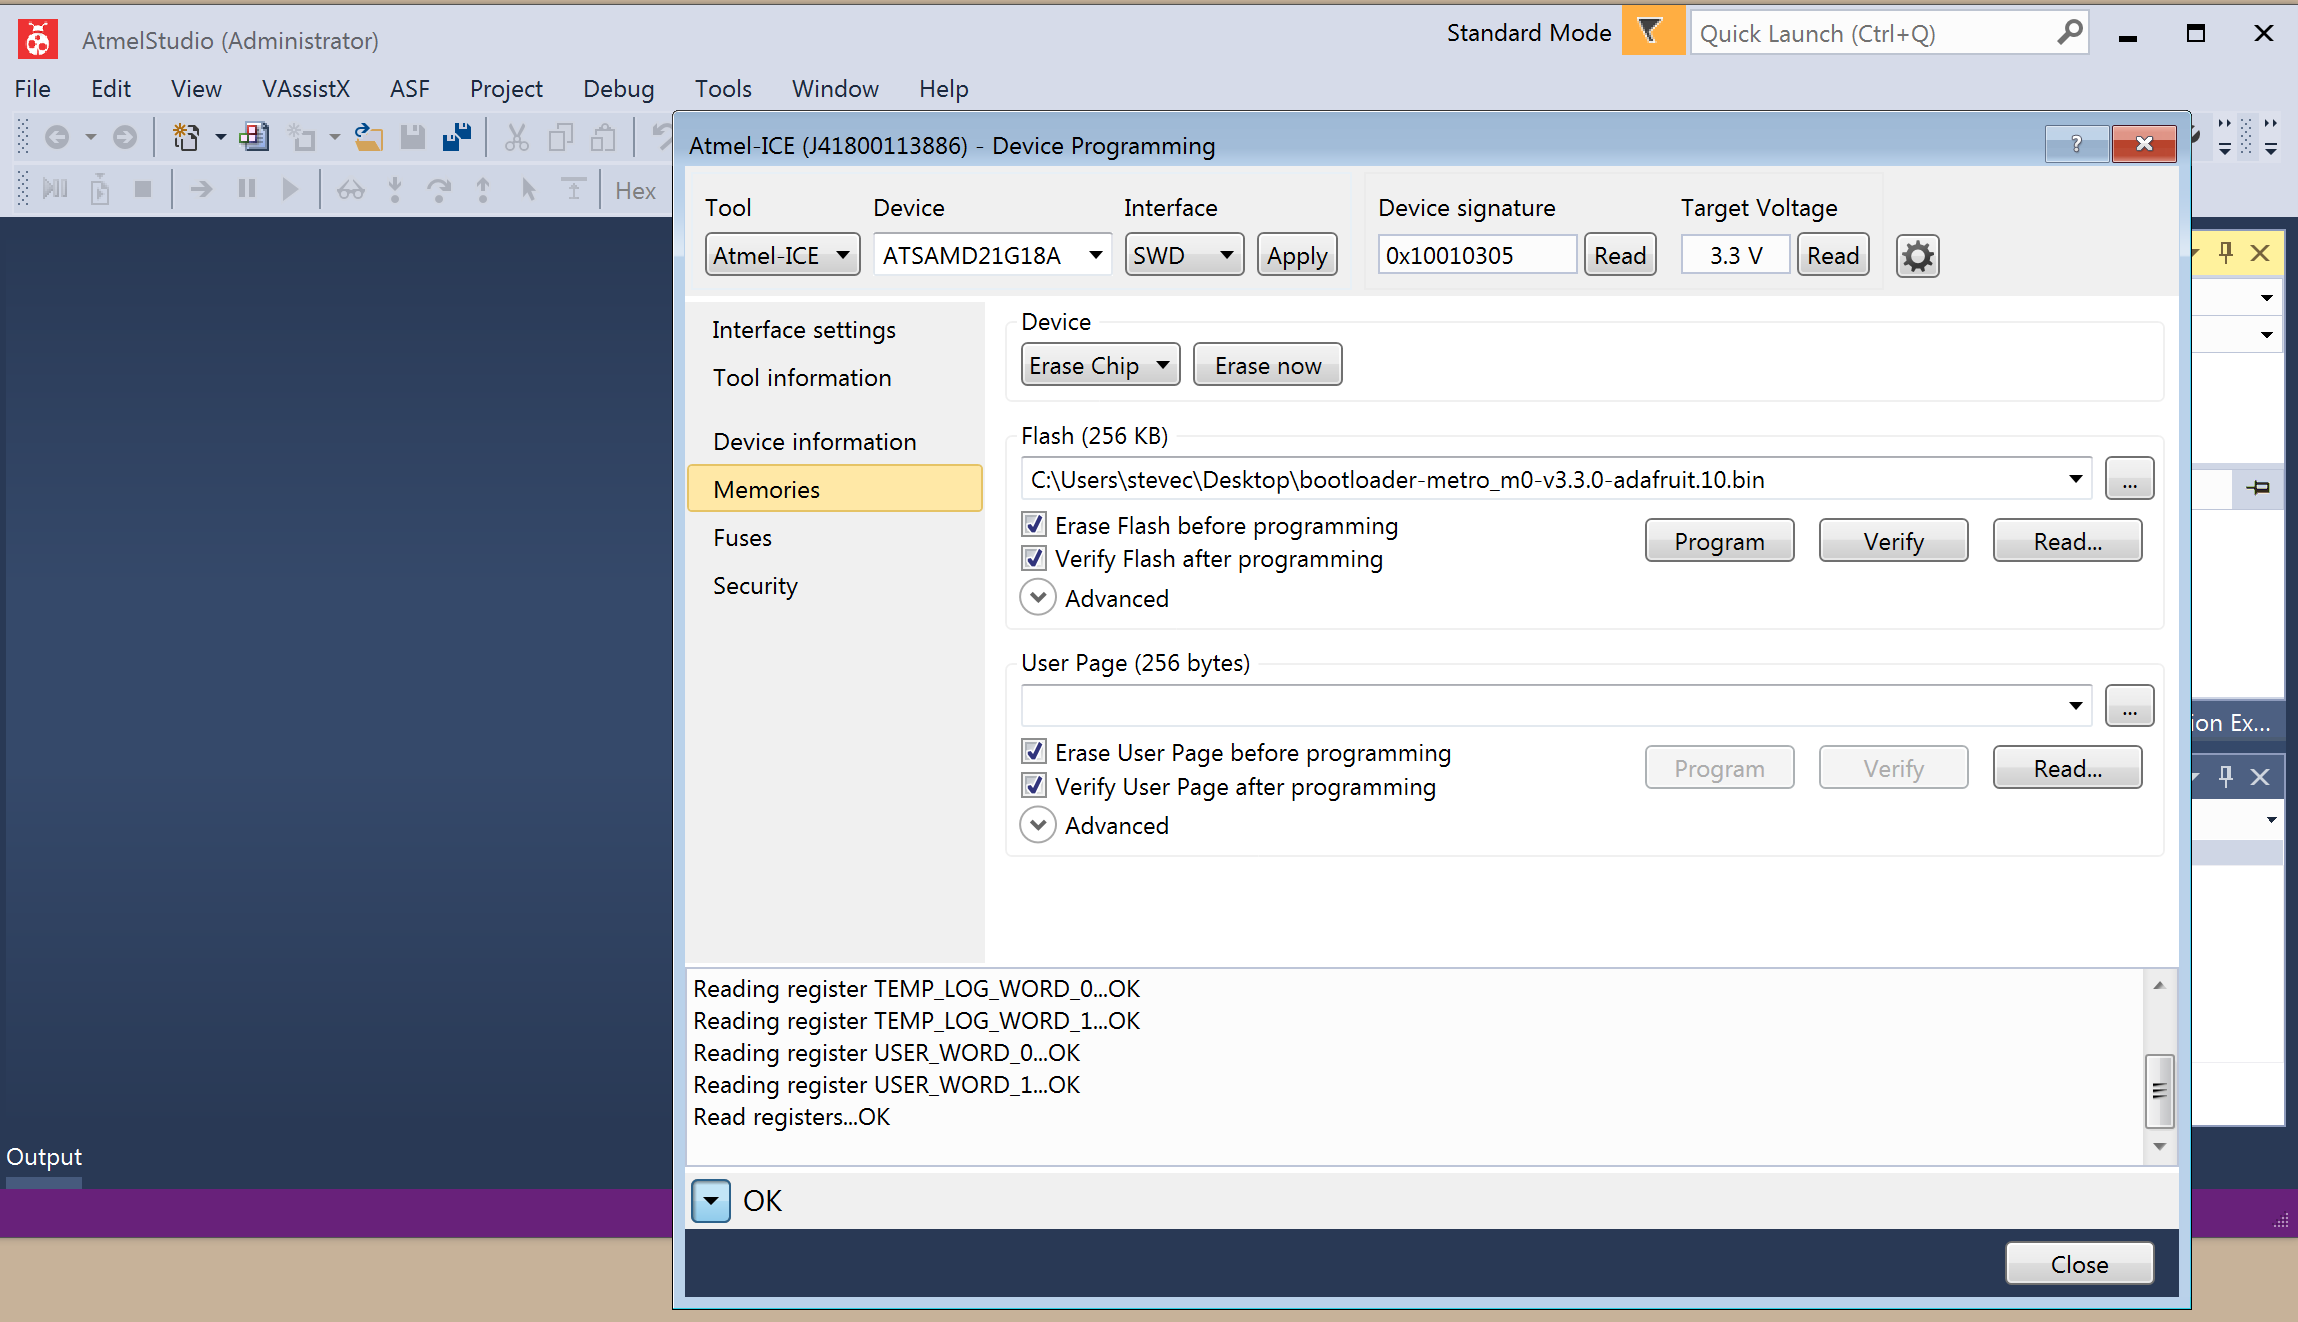 AtmelStudio (Administrator)
Standard Mode
Quick Launch (Ctrl+Q)
File Edit View VAssistX ASF Project Debug Tools Window Help
Hex
Atmel-ICE (J41800113886) - Device Programming
?
Tool Device Interface Device signature Target Voltage
Atmel-ICE ATSAMD21G18A SWD Apply 0x10010305 Read 3.3 V Read
Interface settings
Tool information
Device information
Memories
Fuses
Security
Device
Erase Chip Erase now
Flash (256 KB)
C:\Users\stevec\Desktop\bootloader-metro_m0-v3.3.0-adafruit.10.bin ...
Erase Flash before programming
Verify Flash after programming
Program Verify Read...
Advanced
User Page (256 bytes)
...
Erase User Page before programming
Verify User Page after programming
Program Verify Read...
Advanced
ion Ex...
Reading register TEMP_LOG_WORD_0...OK
Reading register TEMP_LOG_WORD_1...OK
Reading register USER_WORD_0...OK
Reading register USER_WORD_1...OK
Read registers...OK
Output
OK
Close